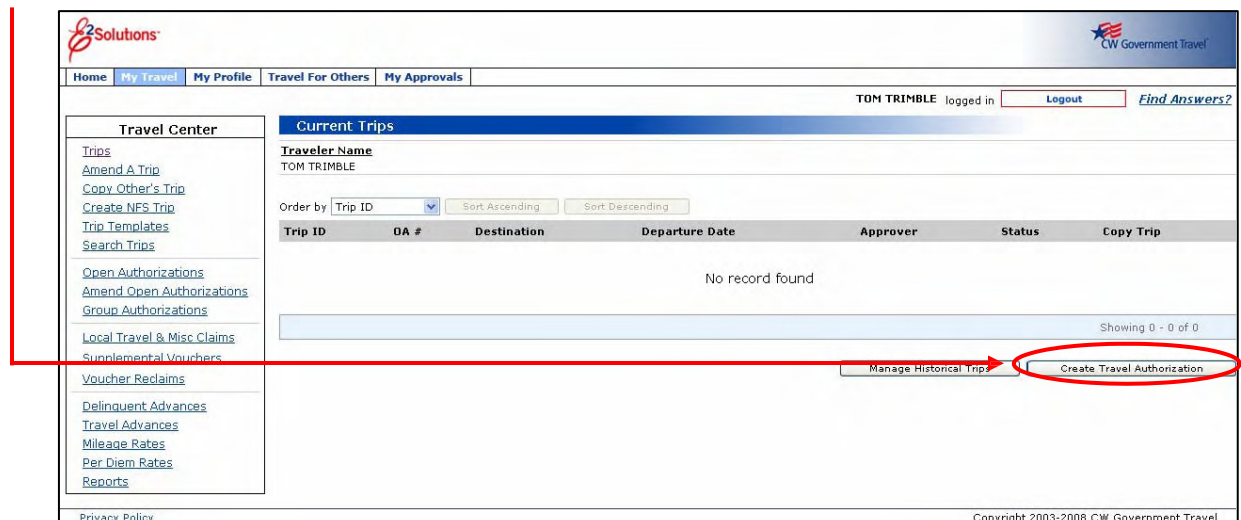 e2Solutions
CW Government Travel
Home My Travel My Profile Travel For Others My Approvals
TOM TRIMBLE logged in Logout Find Answers?
Travel Center
Trips
Amend A Trip
Copy Other's Trip
Create NFS Trip
Trip Templates
Search Trips
Open Authorizations
Amend Open Authorizations
Group Authorizations
Local Travel & Misc Claims
Supplemental Vouchers
Voucher Reclaims
Delinquent Advances
Travel Advances
Mileage Rates
Per Diem Rates
Reports
Current Trips
Traveler Name
TOM TRIMBLE
Order by Trip ID Sort Ascending Sort Descending
Trip ID OA # Destination Departure Date Approver Status Copy Trip
No record found
Showing 0 - 0 of 0
Manage Historical Trips Create Travel Authorization
Privacy Policy Copyright 2003-2008 CW Government Travel